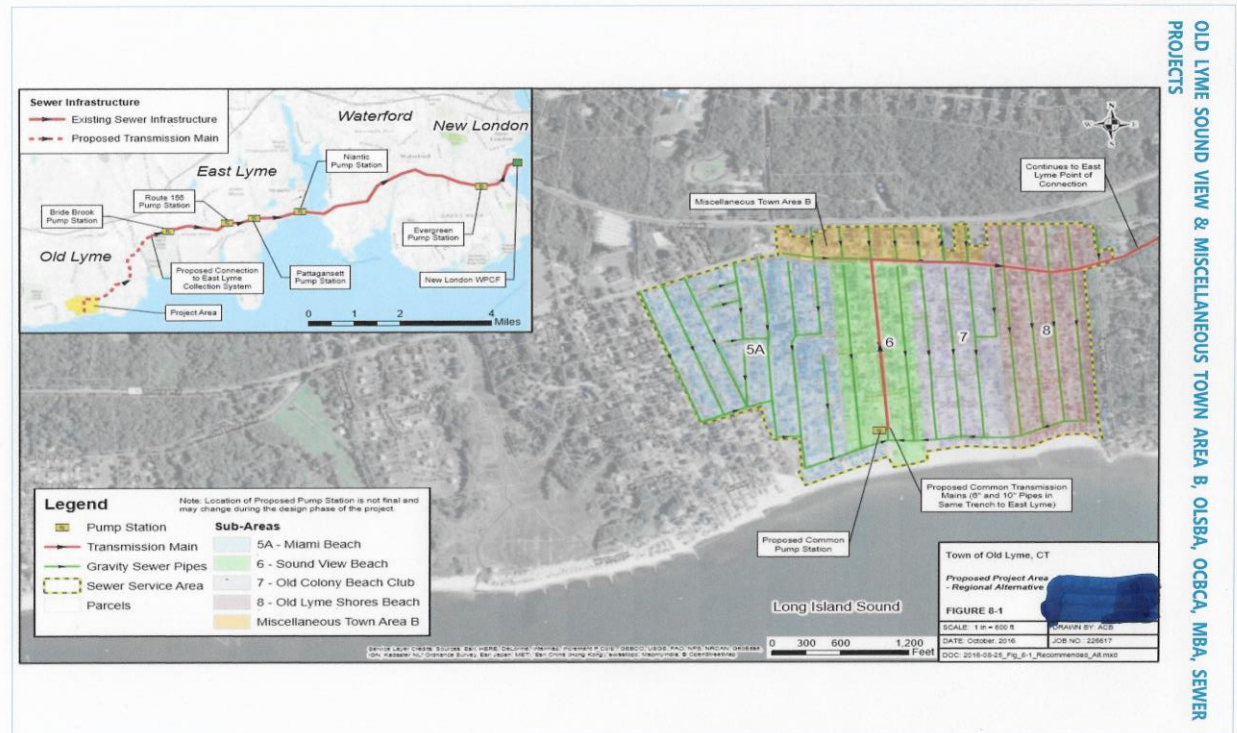 OLD LYME SOUND VIEW & MISCELLANEOUS TOWN AREA B, OLSBA, OCBCA, MBA, SEWER
PROJECTS
Sewer Infrastructure
Existing Sewer Infrastructure
Proposed Transmission Main
Waterford
New London
East Lyme
Old Lyme
Niantic
Pump Station
Route 156
Pump Station
Bride Brook
Pump Station
Evergreen
Pump Station
Proposed Connection
to East Lyme
Collection System
Pattagansett
Pump Station
New London WPCF
Project Area
0 1 2 4
Miles
N
W E
S
Continues to East
Lyme Point of
Connection
Miscellaneous Town Area B
5A
6
7
8
Proposed Common Transmission
Mains (6" and 10" Pipes in
Same Trench to East Lyme)
Proposed Common
Pump Station
Long Island Sound
0 300 600 1,200
Feet
Legend
Note: Location of Proposed Pump Station is not final and
may change during the design phase of the project.
Pump Station
Transmission Main
Gravity Sewer Pipes
Sewer Service Area
Parcels
Sub-Areas
5A - Miami Beach
6 - Sound View Beach
7 - Old Colony Beach Club
8 - Old Lyme Shores Beach
Miscellaneous Town Area B
Town of Old Lyme, CT
Proposed Project Area
- Regional Alternative
FIGURE 8-1
SCALE: 1 in = 600 ft
DRAWN BY: ACB
DATE: October, 2016
JOB NO.: 226617
DOC: 2016-08-25_Fig_8-1_Recommended_Alt.mxd